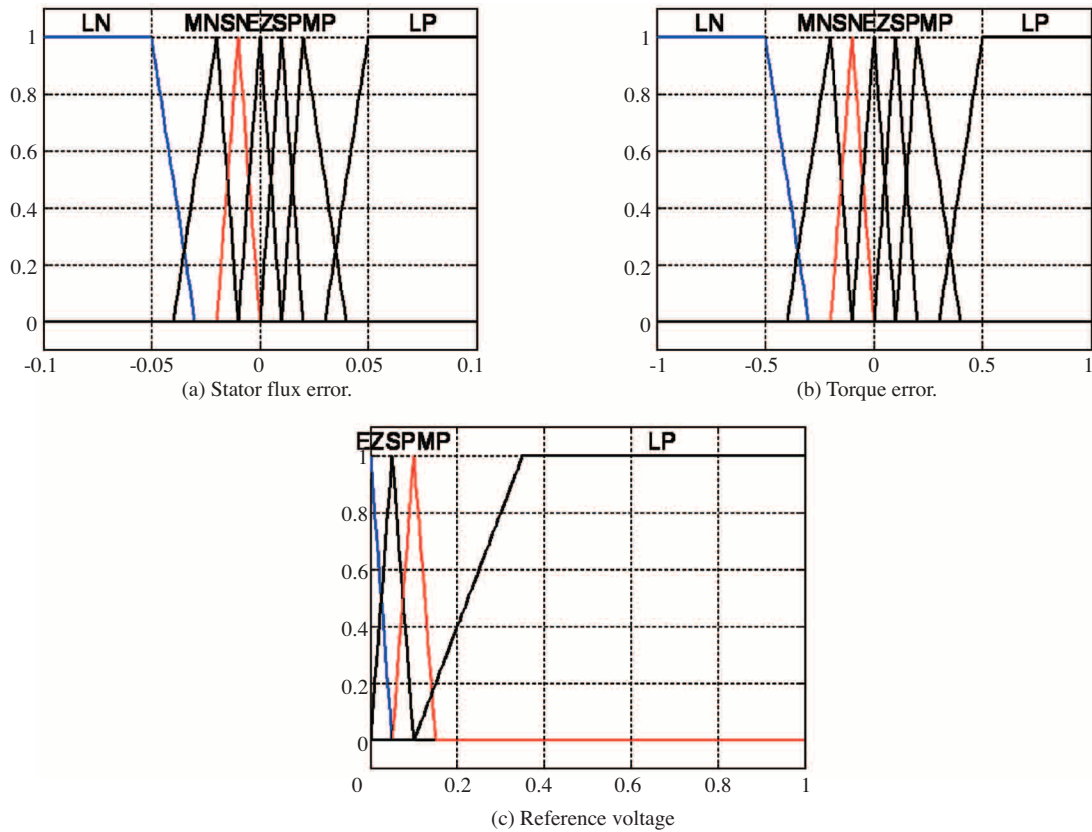 LN MNSNEZSPMP LP
1
0.8
0.6
0.4
0.2
0
-0.1 -0.05 0 0.05 0.1
(a) Stator flux error.
LN MNSNEZSPMP LP
1
0.8
0.6
0.4
0.2
0
-1 -0.5 0 0.5 1
(b) Torque error.
EZSPMP LP
1
0.8
0.6
0.4
0.2
0
0 0.2 0.4 0.6 0.8 1
(c) Reference voltage